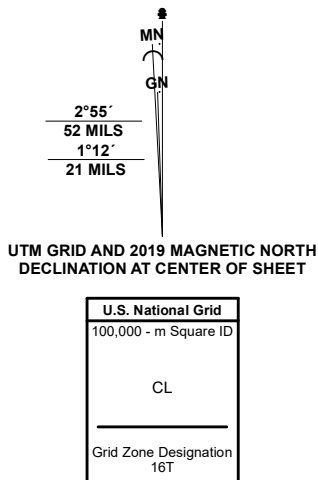 MN
GN
2°55´
52 MILS
1°12´
21 MILS
UTM GRID AND 2019 MAGNETIC NORTH
DECLINATION AT CENTER OF SHEET
U.S. National Grid
100,000 - m Square ID
CL
Grid Zone Designation
16T